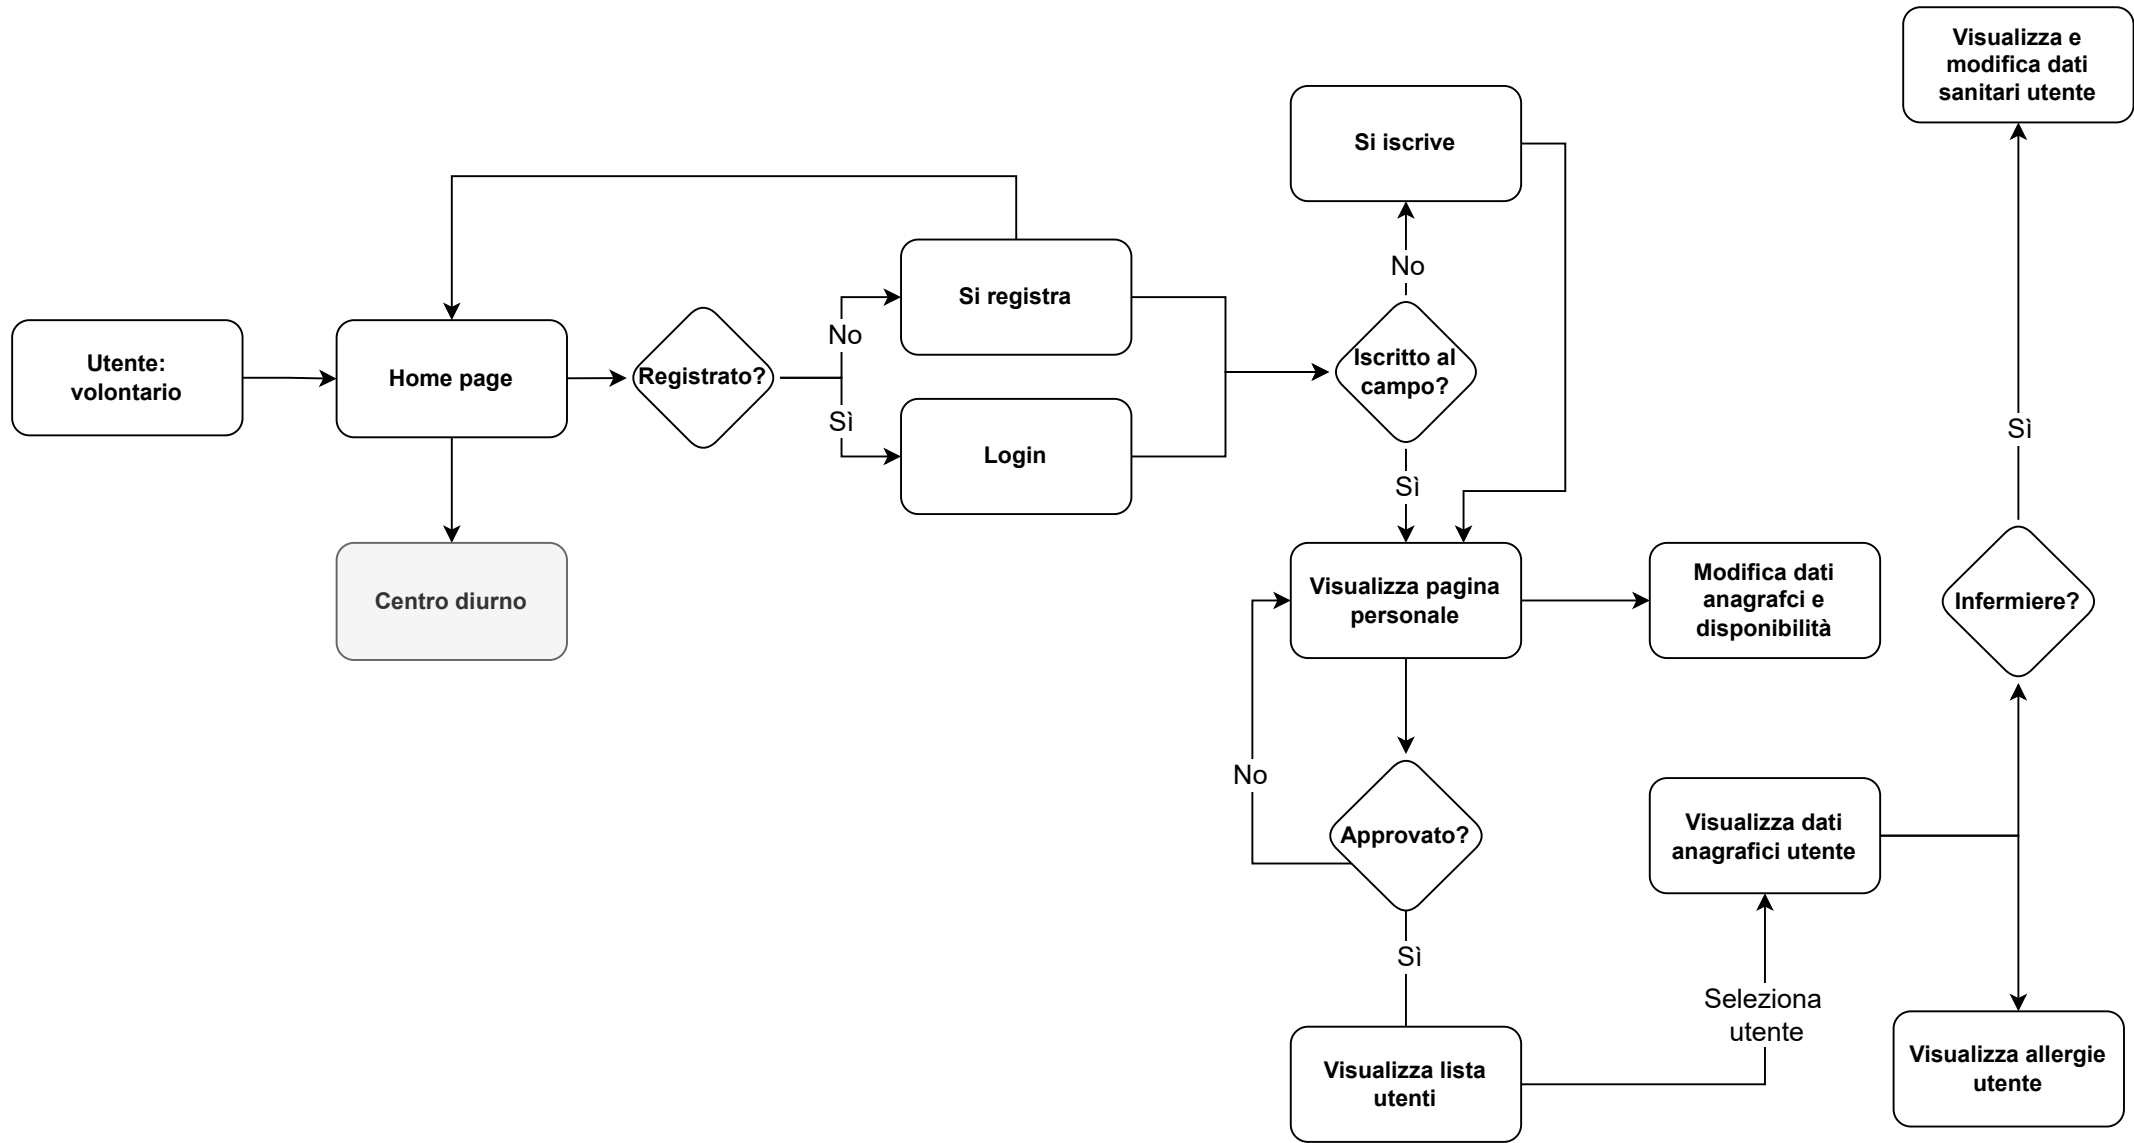 Visualizza e
modifica dati
sanitari utente
Si iscrive
No
Si registra
No
Utente:
volontario
Home page
Registrato?
Iscritto al
campo?
Sì
Login
Sì
Sì
Centro diurno
Visualizza pagina
personale
Modifica dati
anagrafci e
disponibilità
Infermiere?
No
Approvato?
Visualizza dati
anagrafici utente
Sì
Seleziona
utente
Visualizza lista
utenti
Visualizza allergie
utente